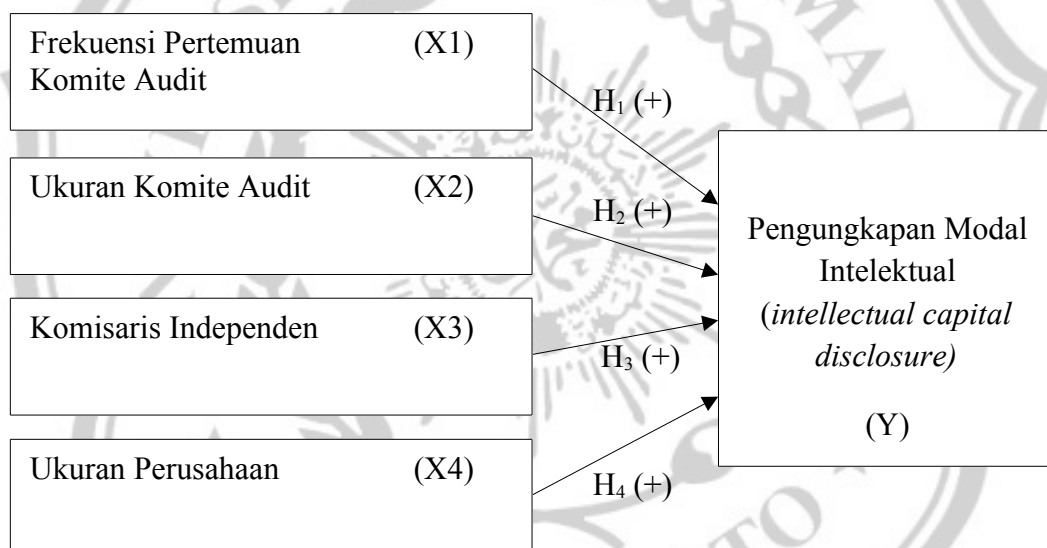 Frekuensi Pertemuan (X1)
Komite Audit
H₁ (+)
Ukuran Komite Audit (X2)
H₂ (+)
Komisaris Independen (X3)
H₃ (+)
Ukuran Perusahaan (X4)
H₄ (+)
Pengungkapan Modal
Intelektual
(intellectual capital
disclosure)
(Y)